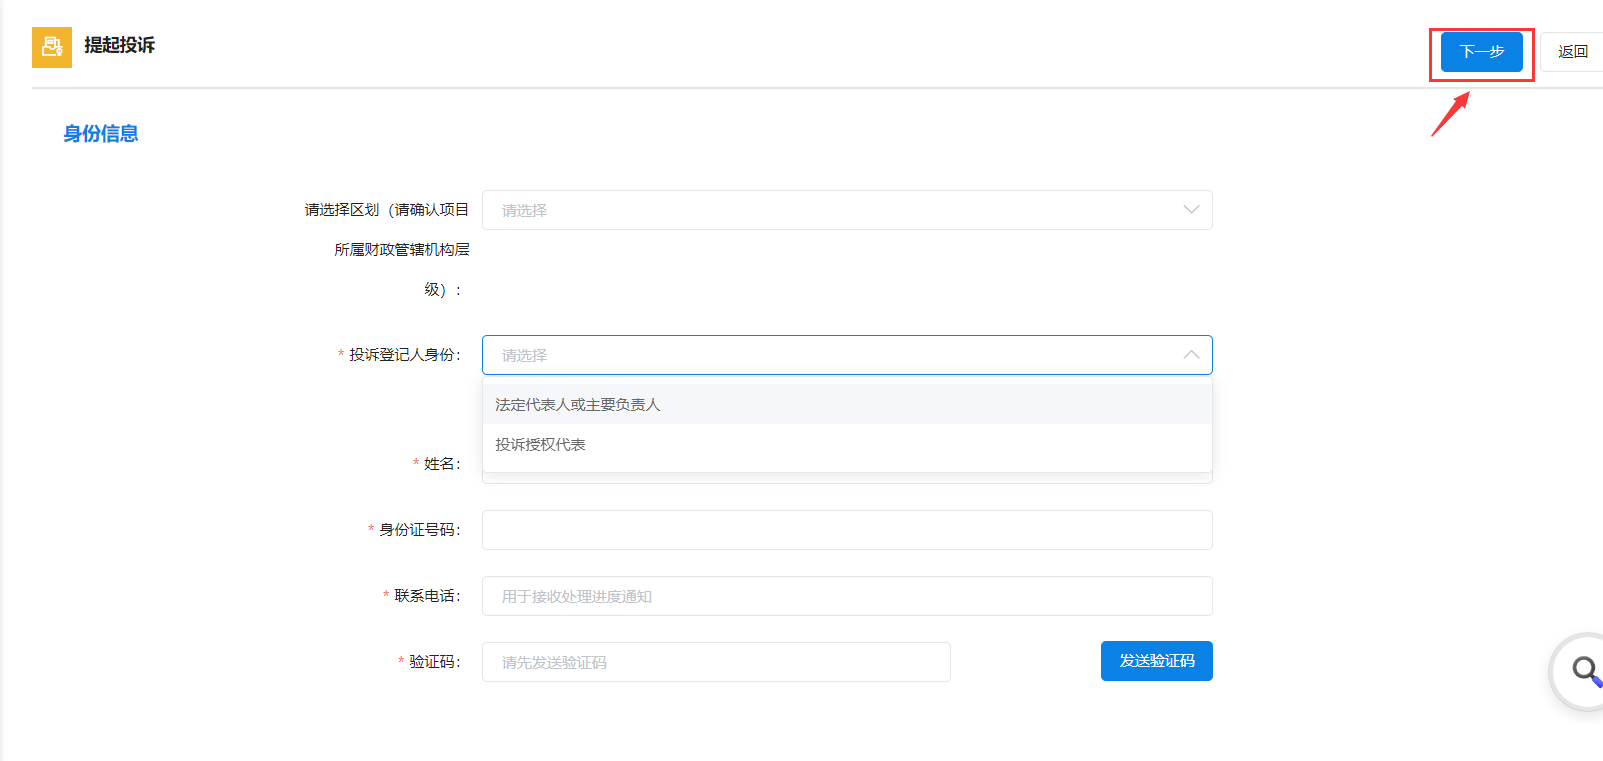 提起投诉
下一步
返回
身份信息
请选择区划（请确认项目
所属财政管辖机构层
级）：
请选择
* 投诉登记人身份：
请选择
法定代表人或主要负责人
投诉授权代表
* 姓名：
* 身份证号码：
* 联系电话：
用于接收处理进度通知
* 验证码：
请先发送验证码
发送验证码